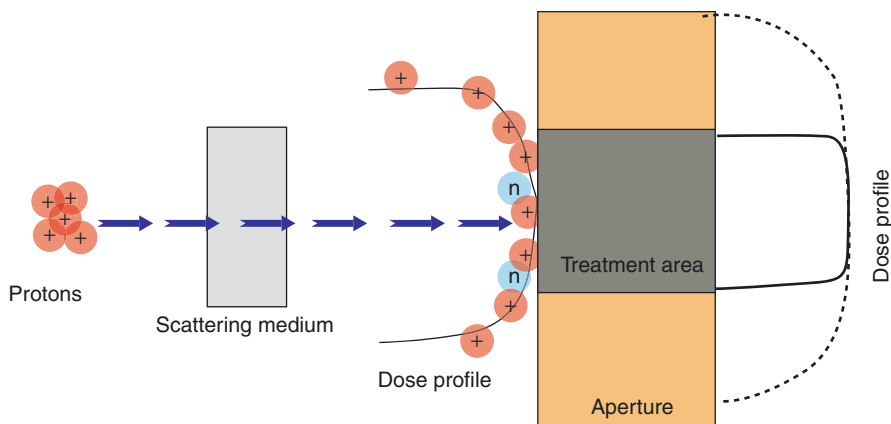 +
+
+
+
+
Protons
Scattering medium
+
+
+
+
n
+
+
n
+
+
Dose profile
Treatment area
Aperture
Dose profile